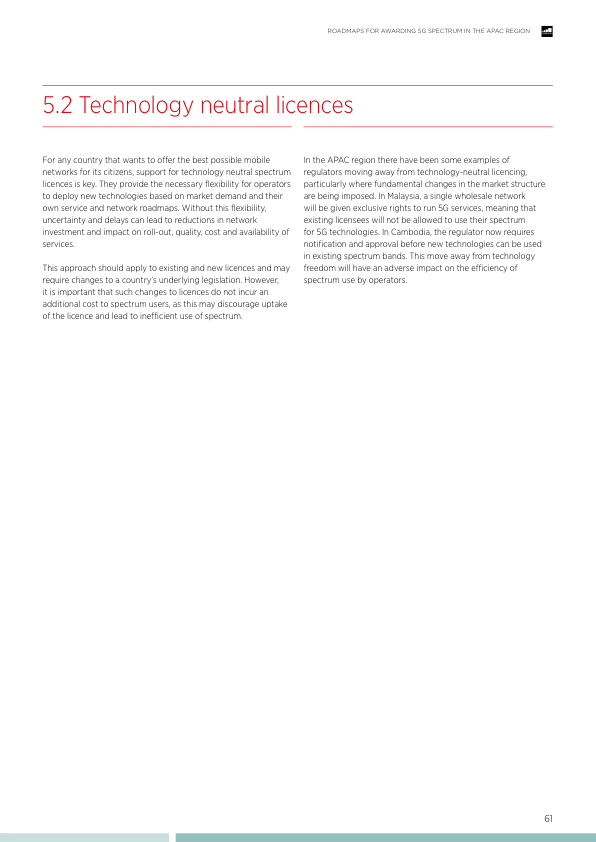 ROADMAPS FOR AWARDING 5G SPECTRUM IN THE APAC REGION
5.2 Technology neutral licences
For any country that wants to offer the best possible mobile
networks for its citizens, support for technology neutral spectrum
licences is key. They provide the necessary flexibility for operators
to deploy new technologies based on market demand and their
own service and network roadmaps. Without this flexibility,
uncertainty and delays can lead to reductions in network
investment and impact on roll-out, quality, cost and availability of
services.
This approach should apply to existing and new licences and may
require changes to a country's underlying legislation. However,
it is important that such changes to licences do not incur an
additional cost to spectrum users, as this may discourage uptake
of the licence and lead to inefficient use of spectrum.
In the APAC region there have been some examples of
regulators moving away from technology-neutral licencing,
particularly where fundamental changes in the market structure
are being imposed. In Malaysia, a single wholesale network
will be given exclusive rights to run 5G services, meaning that
existing licensees will not be allowed to use their spectrum
for 5G technologies. In Cambodia, the regulator now requires
notification and approval before new technologies can be used
in existing spectrum bands. This move away from technology
freedom will have an adverse impact on the efficiency of
spectrum use by operators.
61